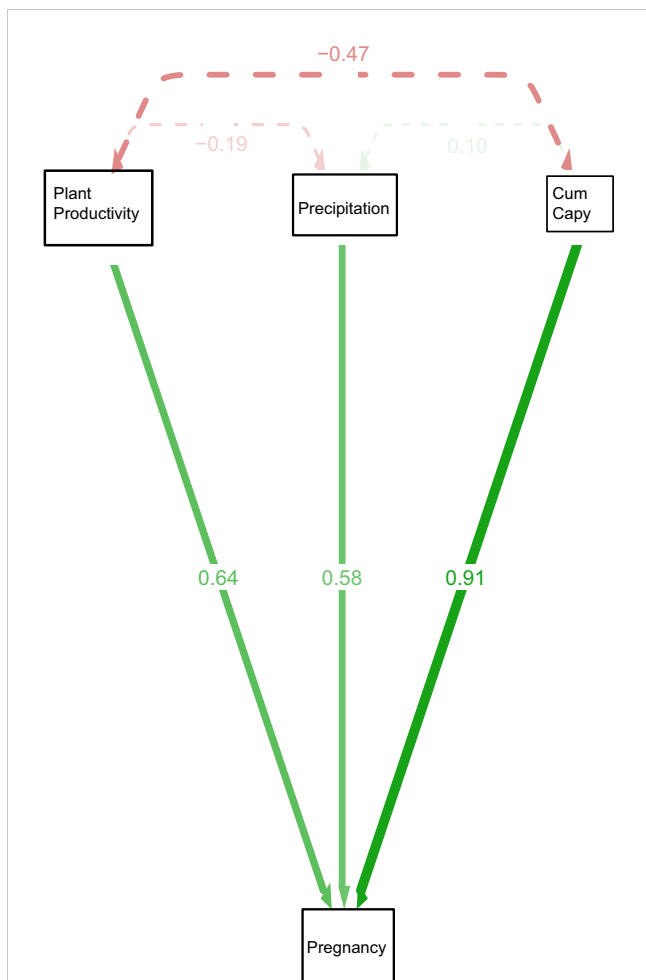 −0.47
−0.19
0.10
Plant
Productivity
Precipitation
Cum
Capy
0.64
0.58
0.91
Pregnancy